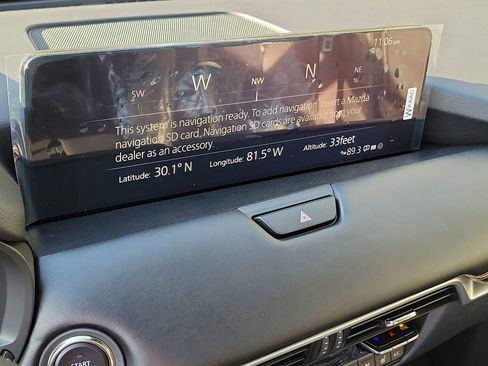 11:06pm
SW W NW N NE
This system is navigation ready. To add navigation, insert a Mazda
navigation SD card. Navigation SD cards are available from your
dealer as an accessory.
Latitude: 30.1° N Longitude: 81.5° W Altitude: 33feet
89.3
START